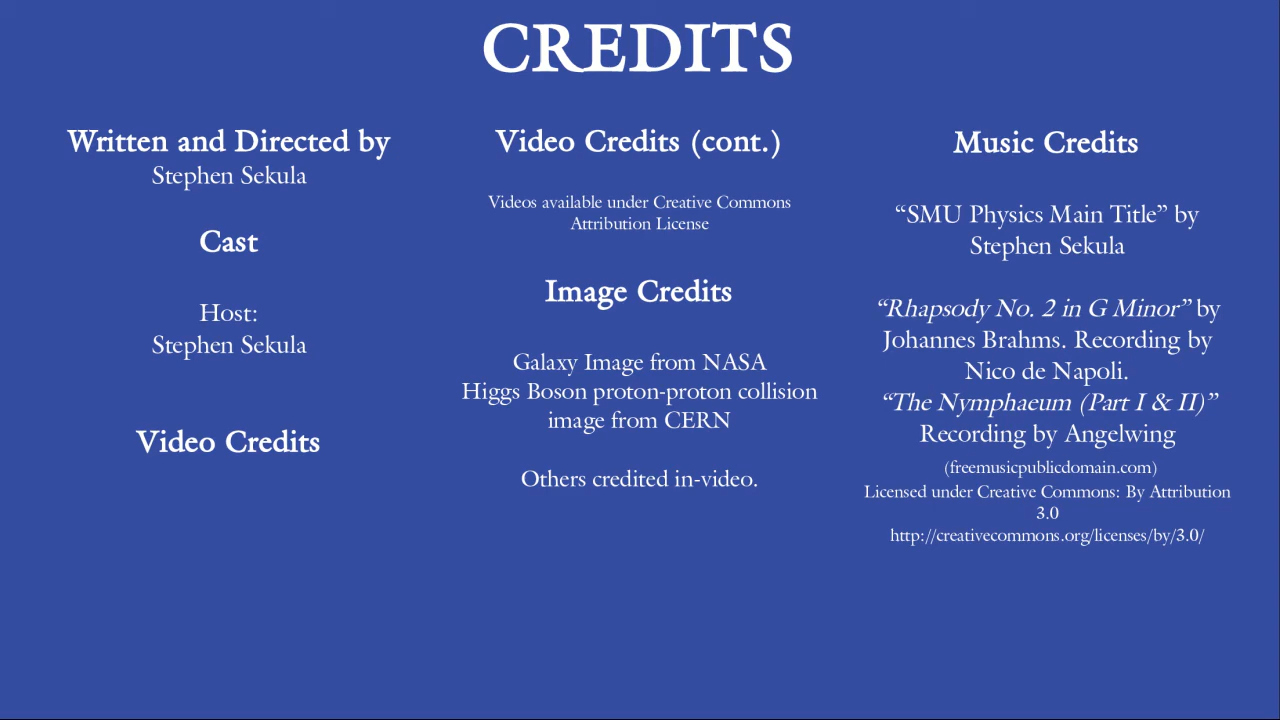 CREDITS
Written and Directed by
Stephen Sekula
Cast
Host:
Stephen Sekula
Video Credits
Video Credits (cont.)
Videos available under Creative Commons
Attribution License
Image Credits
Galaxy Image from NASA
Higgs Boson proton-proton collision
image from CERN
Others credited in-video.
Music Credits
“SMU Physics Main Title” by
Stephen Sekula
“Rhapsody No. 2 in G Minor” by
Johannes Brahms. Recording by
Nico de Napoli.
“The Nymphaeum (Part I & II)”
Recording by Angelwing
(freemusicpublicdomain.com)
Licensed under Creative Commons: By Attribution
3.0
http://creativecommons.org/licenses/by/3.0/